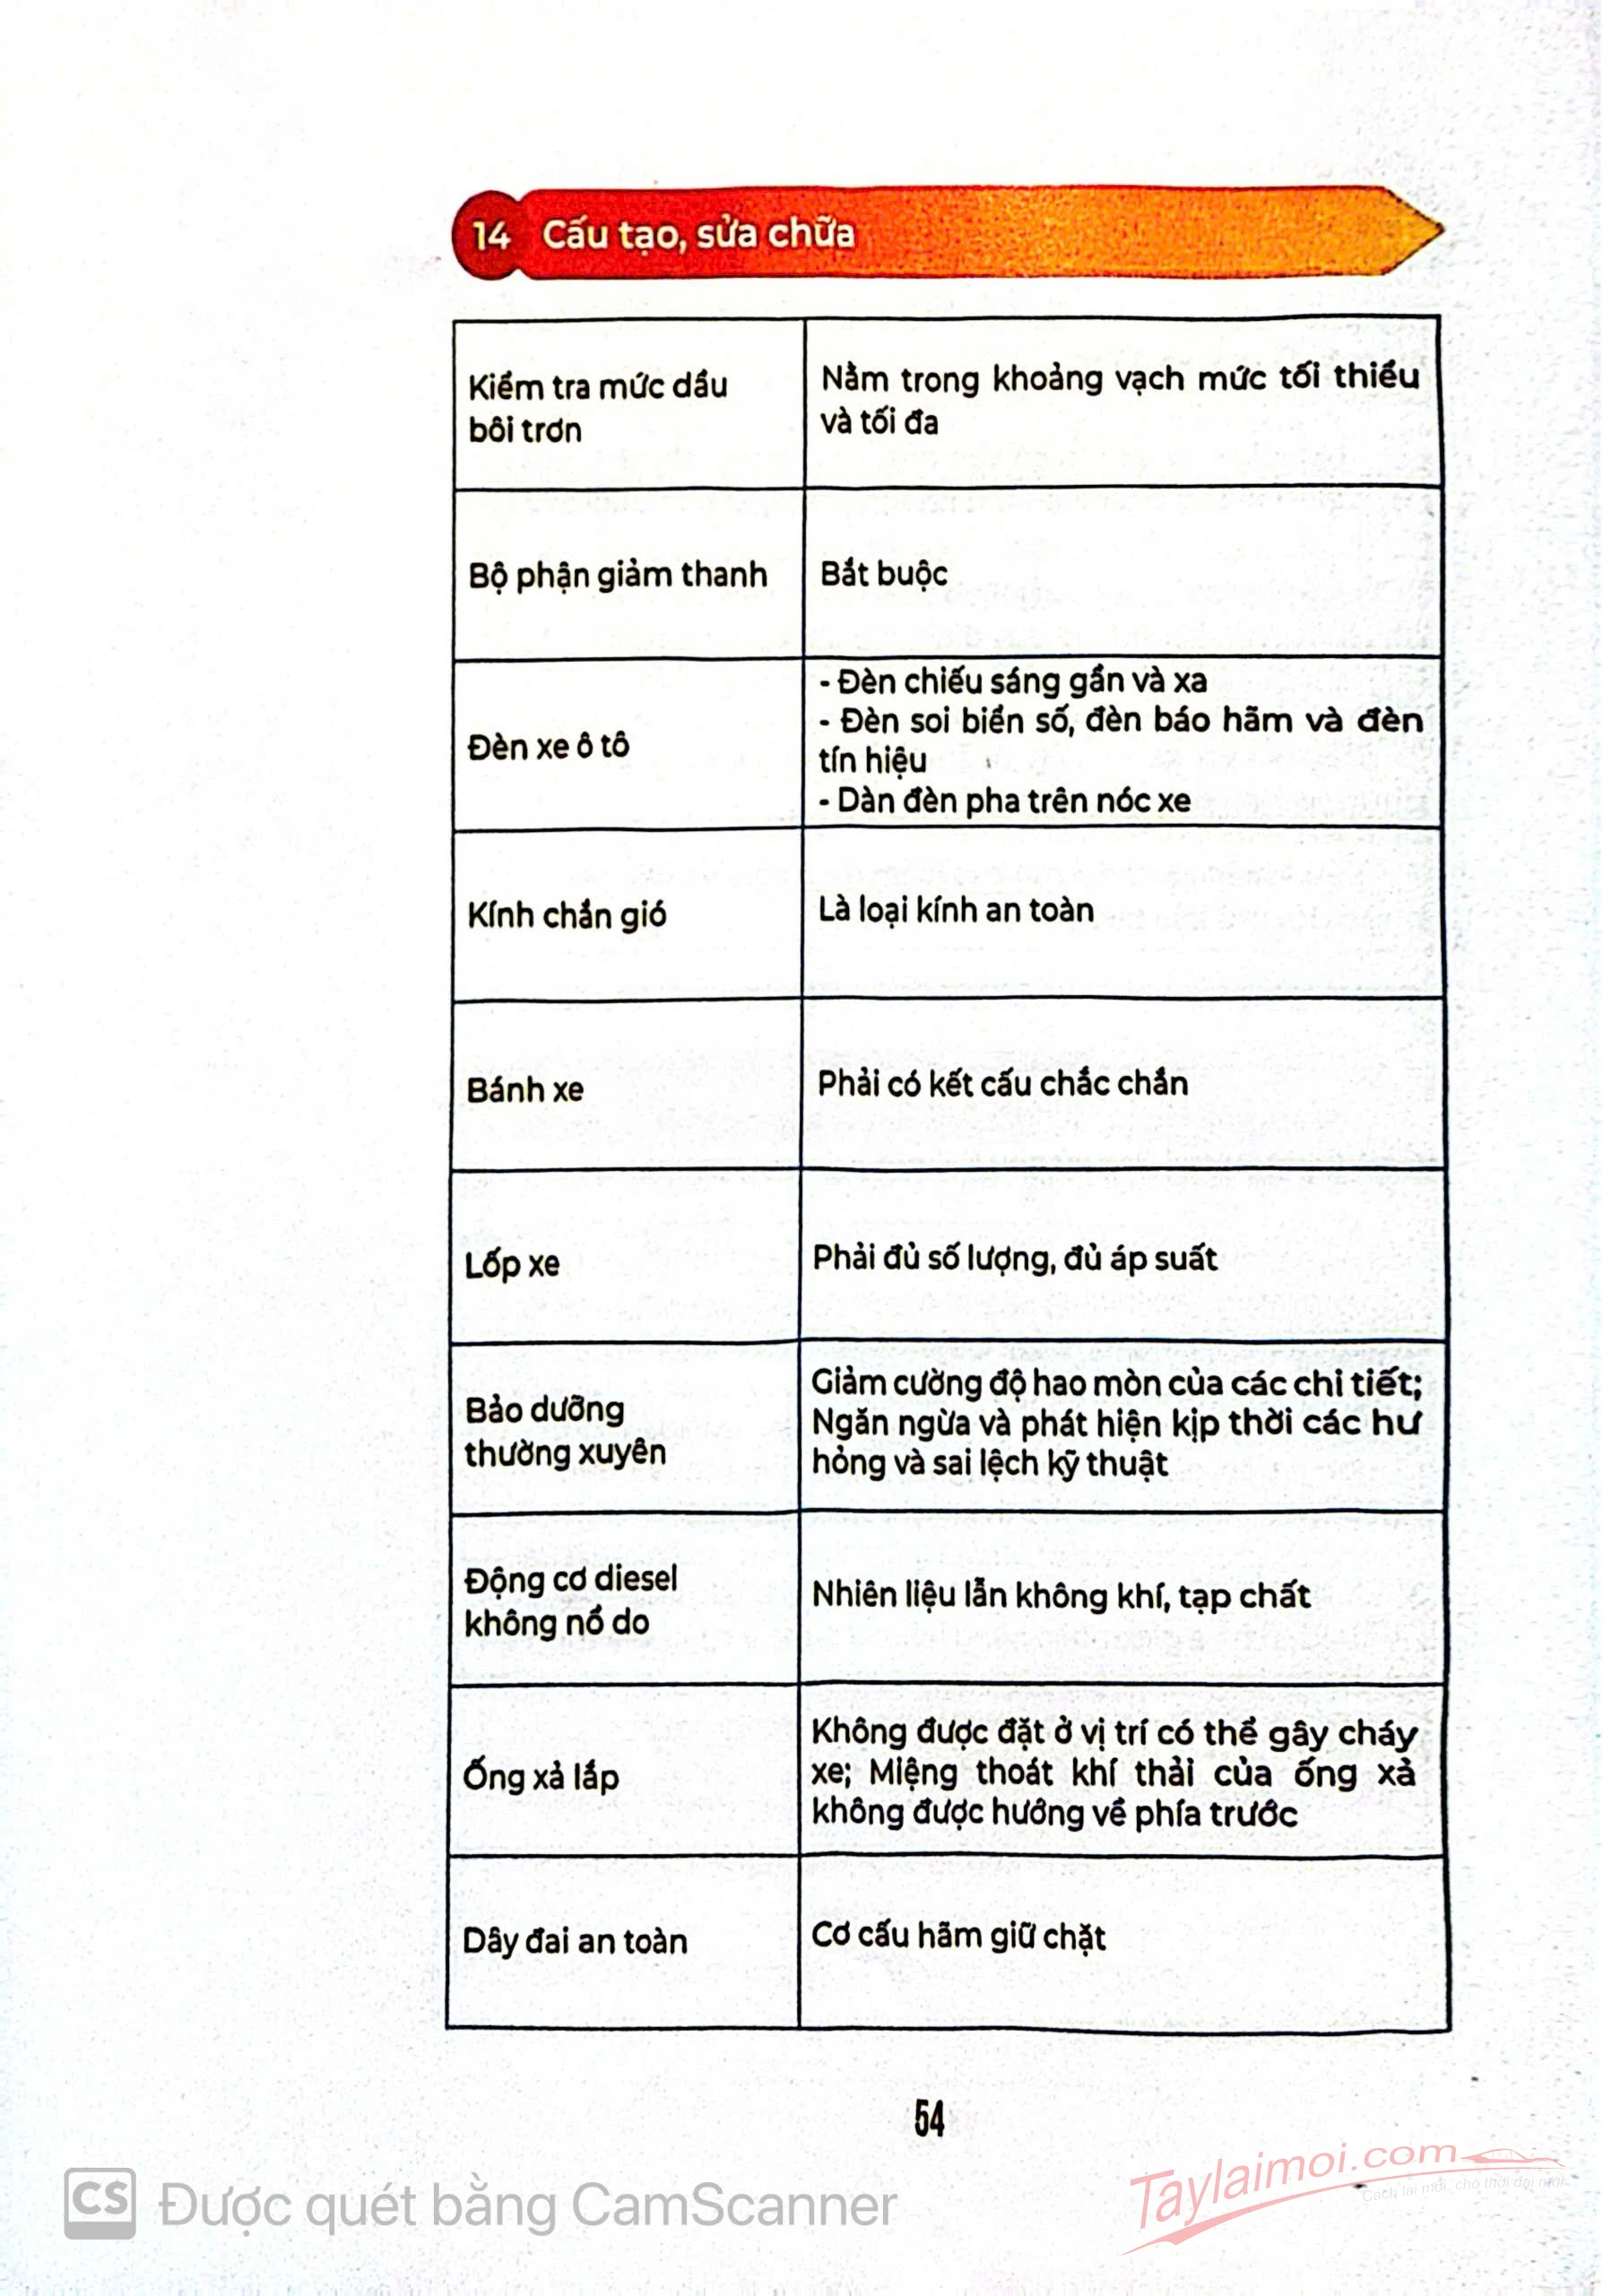 14 Cấu tạo, sửa chữa
Kiểm tra mức dầu
bôi trơn
Nằm trong khoảng vạch mức tối thiểu
và tối đa
Bộ phận giảm thanh
Bắt buộc
Đèn xe ô tô
- Đèn chiếu sáng gần và xa
- Đèn soi biển số, đèn báo hãm và đèn
tín hiệu
- Dàn đèn pha trên nóc xe
Kính chắn gió
Là loại kính an toàn
Bánh xe
Phải có kết cấu chắc chắn
Lốp xe
Phải đủ số lượng, đủ áp suất
Bảo dưỡng
thường xuyên
Giảm cường độ hao mòn của các chi tiết;
Ngăn ngừa và phát hiện kịp thời các hư
hỏng và sai lệch kỹ thuật
Động cơ diesel
không nổ do
Nhiên liệu lẫn không khí, tạp chất
Ống xả lắp
Không được đặt ở vị trí có thể gây cháy
xe; Miệng thoát khí thải của ống xả
không được hướng về phía trước
Dây đai an toàn
Cơ cấu hãm giữ chặt
54
CS Được quét bằng CamScanner
Taylaimoi.com
Cách lái mới, cho thời đại mới